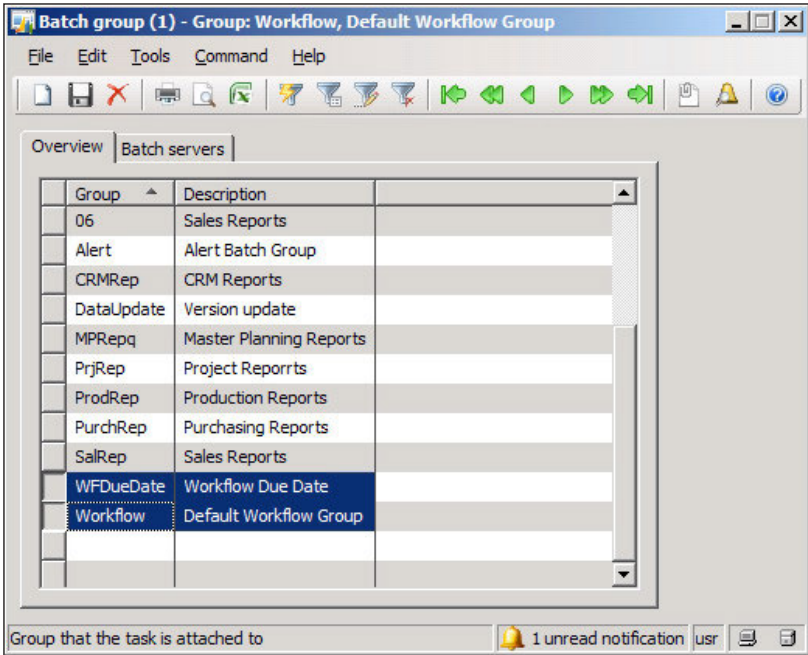 Batch group (1) - Group: Workflow, Default Workflow Group
File Edit Tools Command Help
Overview Batch servers
Group Description
06 Sales Reports
Alert Alert Batch Group
CRMRep CRM Reports
DataUpdate Version update
MPRepq Master Planning Reports
PrjRep Project Reporrts
ProdRep Production Reports
PurchRep Purchasing Reports
SalRep Sales Reports
WFDueDate Workflow Due Date
Workflow Default Workflow Group
Group that the task is attached to 1 unread notification usr